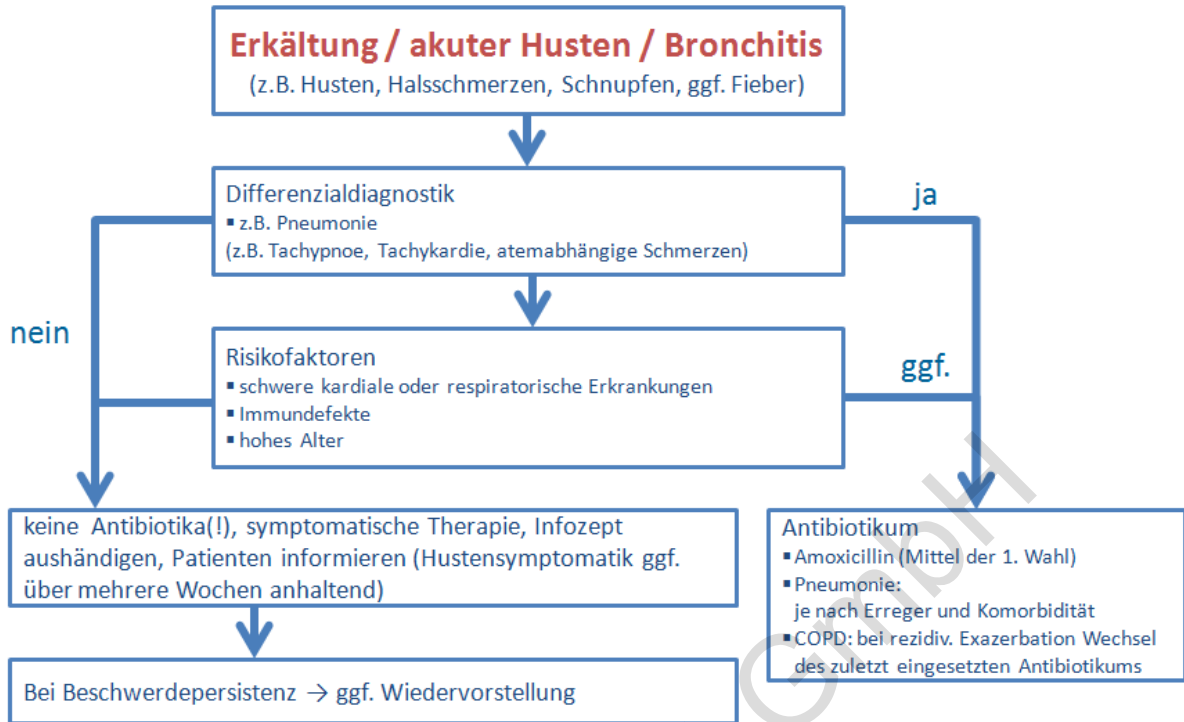 Erkältung / akuter Husten / Bronchitis
(z.B. Husten, Halsschmerzen, Schnupfen, ggf. Fieber)
Differenzialdiagnostik
▪ z.B. Pneumonie
(z.B. Tachypnoe, Tachykardie, atemabhängige Schmerzen)
ja
nein
Risikofaktoren
▪ schwere kardiale oder respiratorische Erkrankungen
▪ Immundefekte
▪ hohes Alter
ggf.
keine Antibiotika(!), symptomatische Therapie, Infozept
aushändigen, Patienten informieren (Hustensymptomatik ggf.
über mehrere Wochen anhaltend)
Bei Beschwerdepersistenz → ggf. Wiedervorstellung
Antibiotikum
▪ Amoxicillin (Mittel der 1. Wahl)
▪ Pneumonie:
je nach Erreger und Komorbidität
▪ COPD: bei rezidiv. Exazerbation Wechsel
des zuletzt eingesetzten Antibiotikums
GmbH